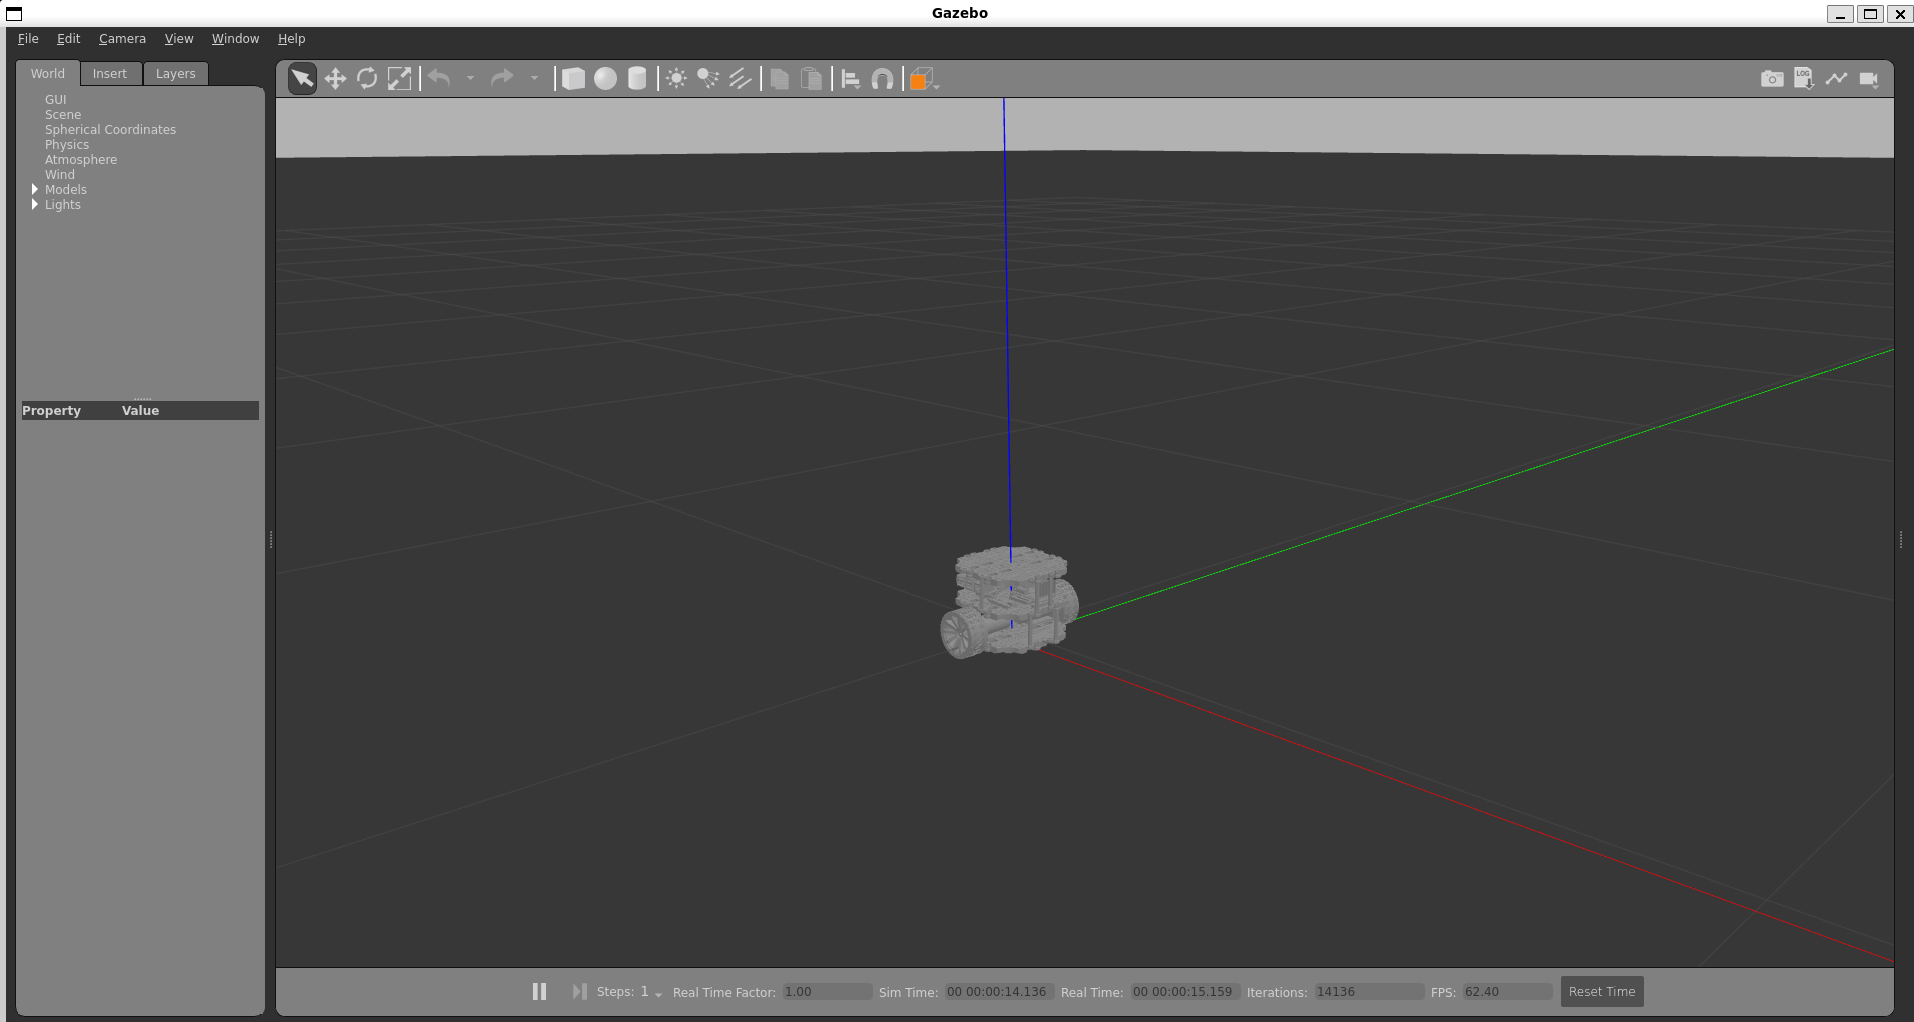 Gazebo
File Edit Camera View Window Help
World Insert Layers
GUI
Scene
Spherical Coordinates
Physics
Atmosphere
Wind
Models
Lights
Property Value
LOG
Steps: 1 Real Time Factor: 1.00 Sim Time: 00 00:00:14.136 Real Time: 00 00:00:15.159 Iterations: 14136 FPS: 62.40 Reset Time